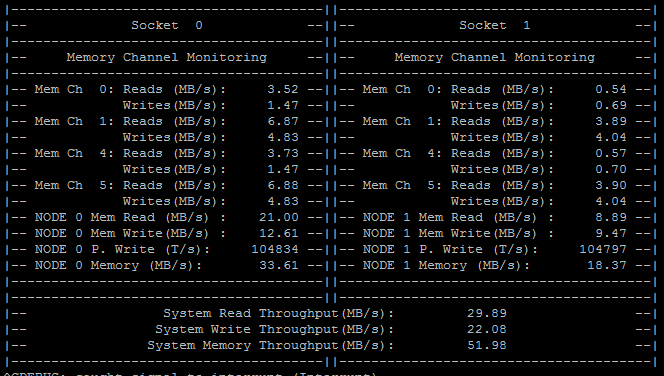 |---------------------------------------||---------------------------------------|
|--             Socket  0             --||--             Socket  1             --|
|---------------------------------------||---------------------------------------|
|--     Memory Channel Monitoring     --||--     Memory Channel Monitoring     --|
|---------------------------------------||---------------------------------------|
|-- Mem Ch  0: Reads (MB/s):     3.52 --||-- Mem Ch  0: Reads (MB/s):     0.54 --|
|--            Writes(MB/s):     1.47 --||--            Writes(MB/s):     0.69 --|
|-- Mem Ch  1: Reads (MB/s):     6.87 --||-- Mem Ch  1: Reads (MB/s):     3.89 --|
|--            Writes(MB/s):     4.83 --||--            Writes(MB/s):     4.04 --|
|-- Mem Ch  4: Reads (MB/s):     3.73 --||-- Mem Ch  4: Reads (MB/s):     0.57 --|
|--            Writes(MB/s):     1.47 --||--            Writes(MB/s):     0.70 --|
|-- Mem Ch  5: Reads (MB/s):     6.88 --||-- Mem Ch  5: Reads (MB/s):     3.90 --|
|--            Writes(MB/s):     4.83 --||--            Writes(MB/s):     4.04 --|
|-- NODE 0 Mem Read (MB/s) :    21.00 --||-- NODE 1 Mem Read (MB/s) :     8.89 --|
|-- NODE 0 Mem Write(MB/s) :    12.61 --||-- NODE 1 Mem Write(MB/s) :     9.47 --|
|-- NODE 0 P. Write (T/s):     104834 --||-- NODE 1 P. Write (T/s):     104797 --|
|-- NODE 0 Memory (MB/s):       33.61 --||-- NODE 1 Memory (MB/s):       18.37 --|
|---------------------------------------||---------------------------------------|
|---------------------------------------||---------------------------------------|
|--                 System Read Throughput(MB/s):         29.89                --|
|--                System Write Throughput(MB/s):         22.08                --|
|--               System Memory Throughput(MB/s):         51.98                --|
|---------------------------------------||---------------------------------------|
^CDEBUG: caught signal to interrupt (Interrupt)